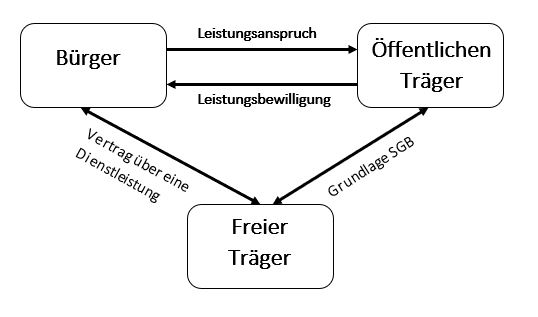 Bürger
Leistungsanspruch
Öffentlichen
Träger
Leistungsbewilligung
Vertrag über eine
Dienstleistung
Grundlage SGB
Freier
Träger